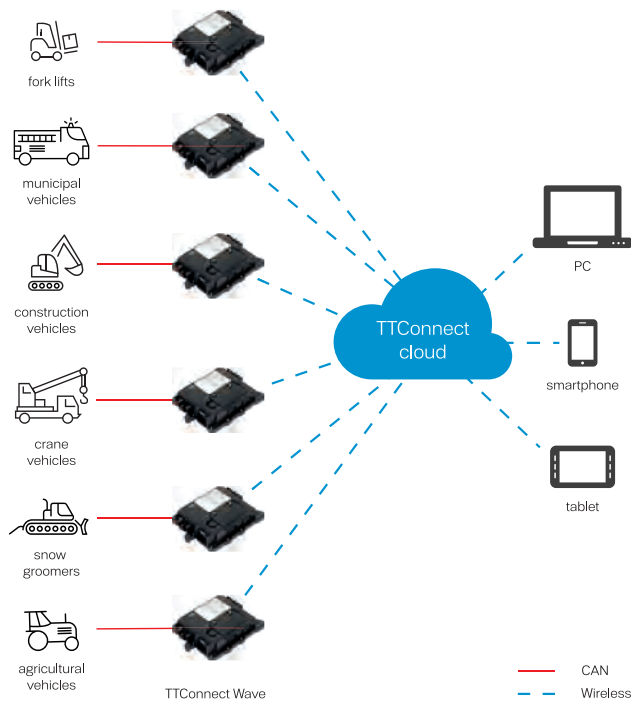 fork lifts
municipal
vehicles
construction
vehicles
crane
vehicles
snow
groomers
agricultural
vehicles
TTConnect Wave
TTConnect
cloud
PC
smartphone
tablet
CAN
Wireless